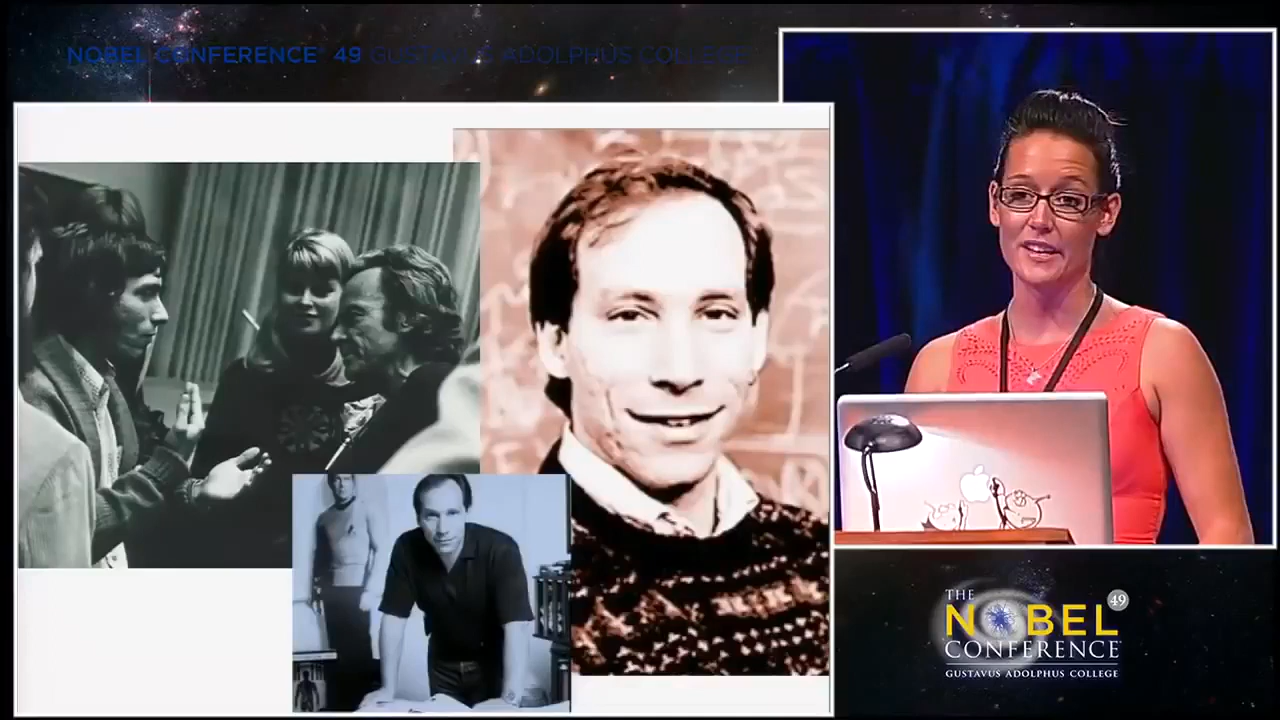 NOBEL CONFERENCE® 49 GUSTAVUS ADOLPHUS COLLEGE
THE
NOBEL 49
CONFERENCE
GUSTAVUS ADOLPHUS COLLEGE